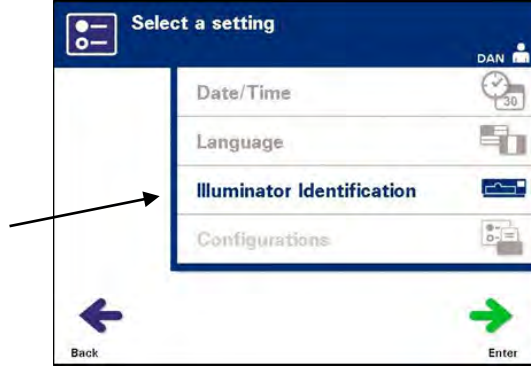 Select a setting
DAN
Date/Time
30
Language
Illuminator Identification
Configurations
Back
Enter